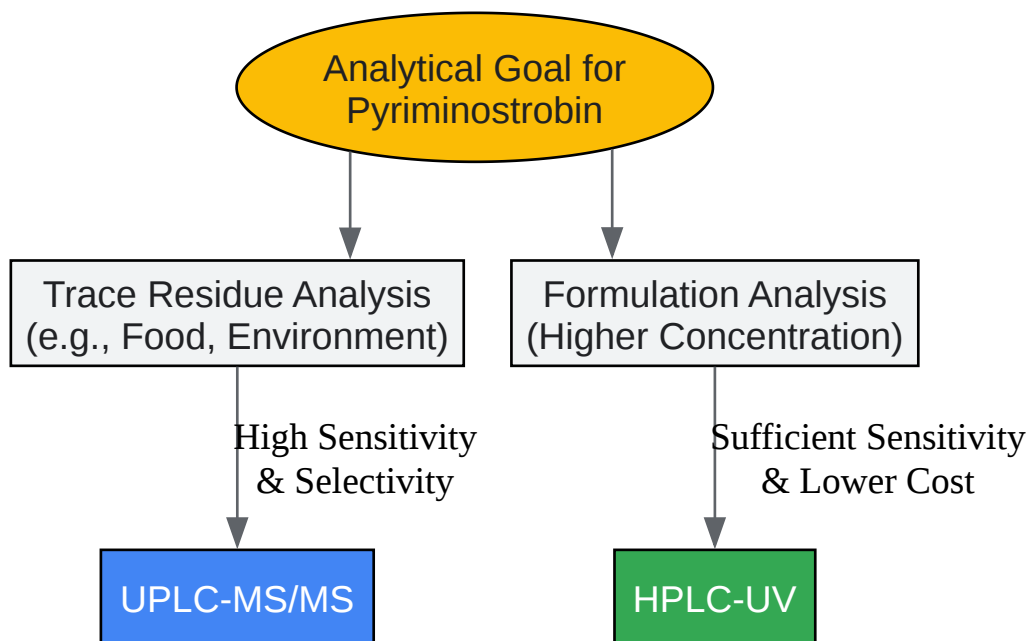 Analytical Goal for
Pyriminostrobin
Trace Residue Analysis
(e.g., Food, Environment)
Formulation Analysis
(Higher Concentration)
High Sensitivity
& Selectivity
Sufficient Sensitivity
& Lower Cost
UPLC-MS/MS
HPLC-UV